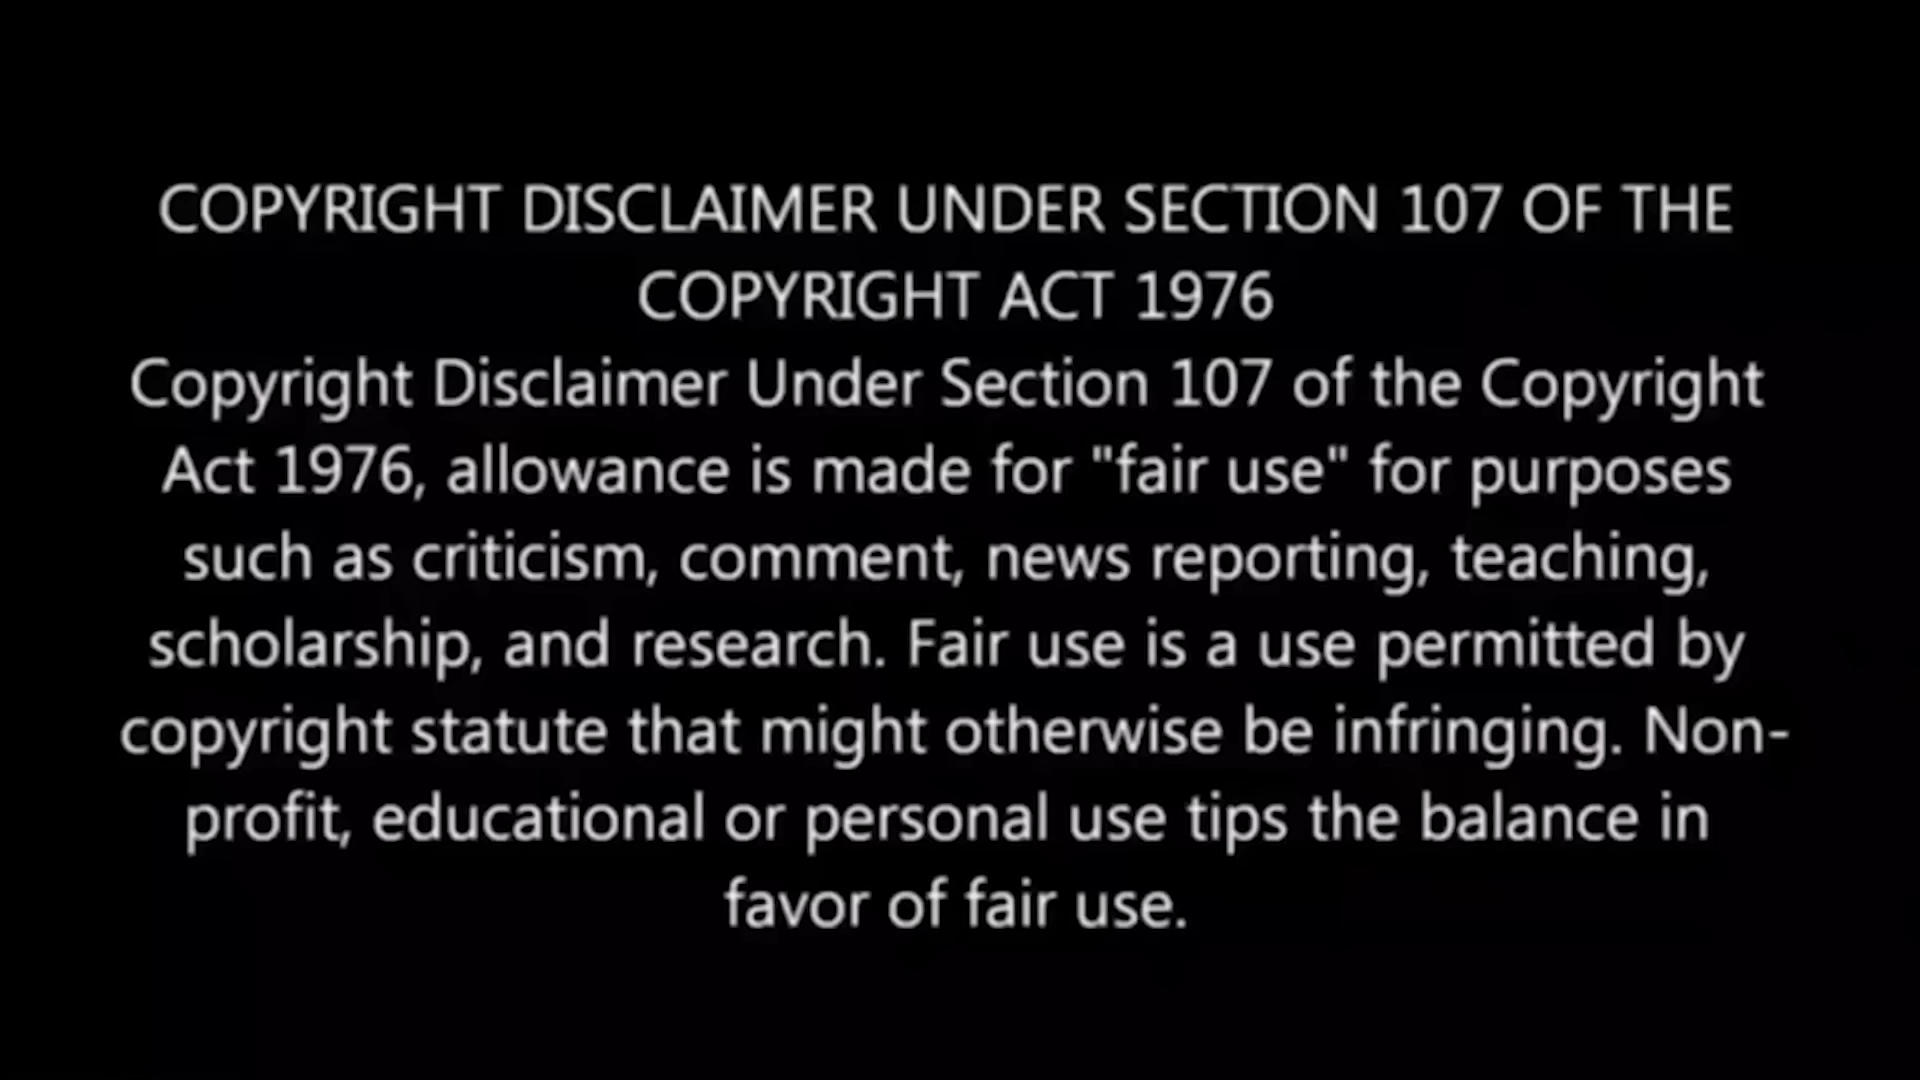 COPYRIGHT DISCLAIMER UNDER SECTION 107 OF THE
COPYRIGHT ACT 1976
Copyright Disclaimer Under Section 107 of the Copyright
Act 1976, allowance is made for "fair use" for purposes
such as criticism, comment, news reporting, teaching,
scholarship, and research. Fair use is a use permitted by
copyright statute that might otherwise be infringing. Non-
profit, educational or personal use tips the balance in
favor of fair use.